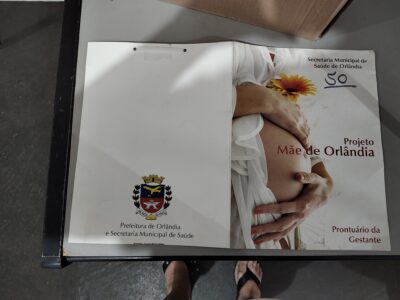 Prefeitura de Orlândia
e Secretaria Municipal de Saúde
Secretaria Municipal de
Saúde de Orlândia
50
Projeto
Mãe de Orlândia
Prontuário da
Gestante